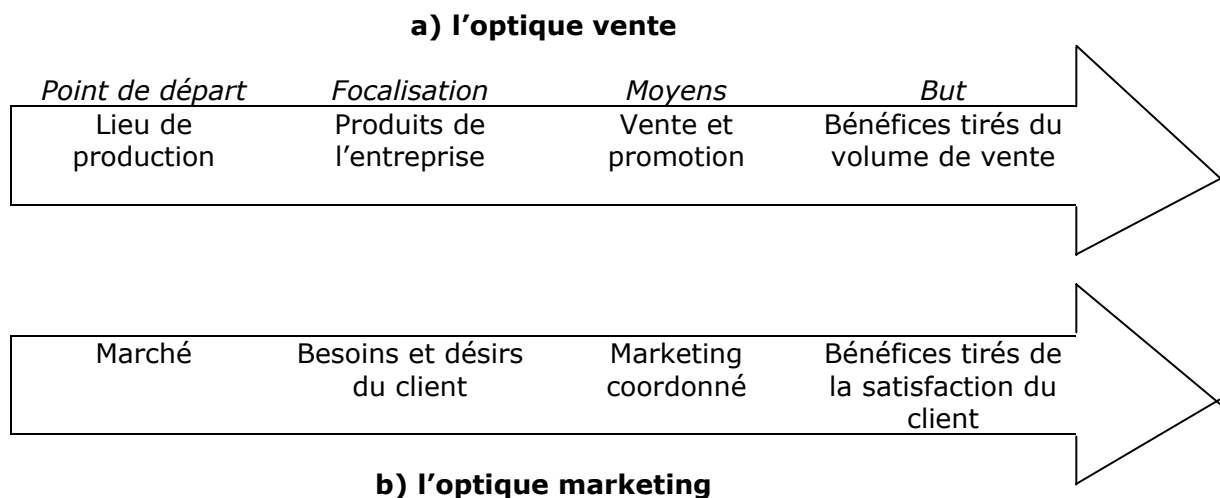 a) l'optique vente
Point de départ Focalisation Moyens But
Lieu de Produits de Vente et Bénéfices tirés du
production l'entreprise promotion volume de vente
Marché Besoins et désirs Marketing Bénéfices tirés de
du client coordonné la satisfaction du
client
b) l'optique marketing